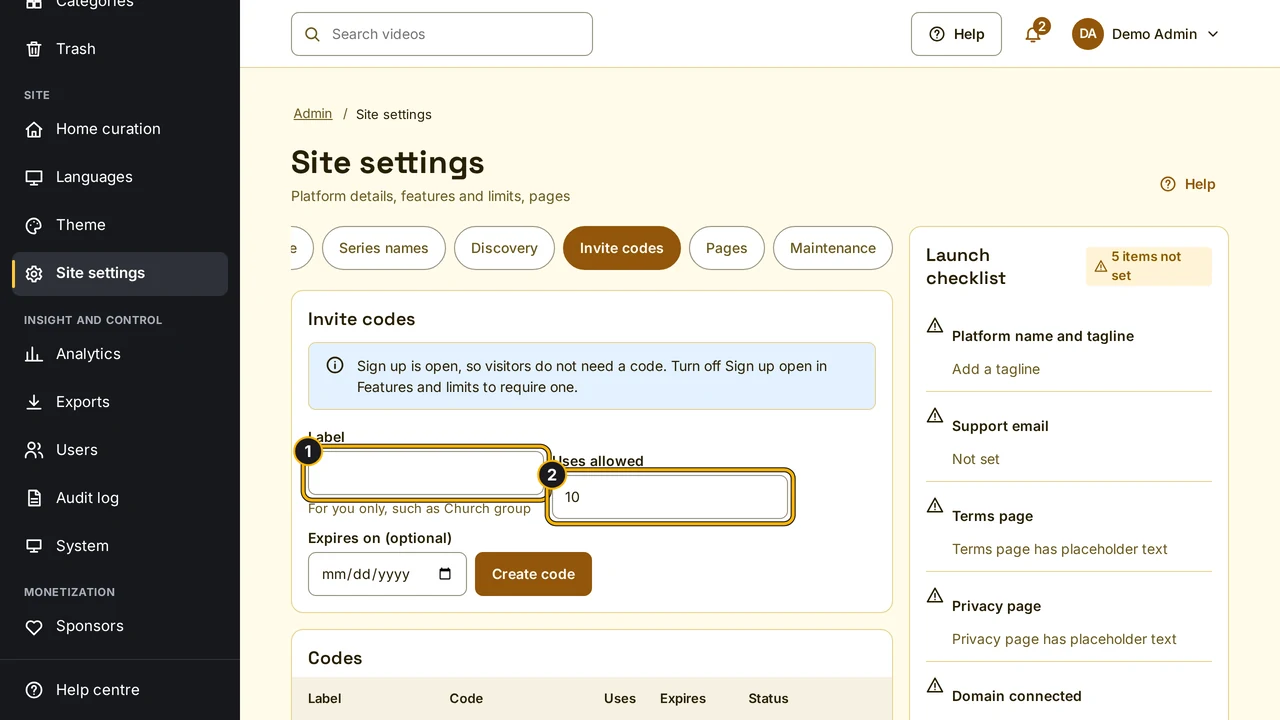 Categories
Trash
SITE
Home curation
Languages
Theme
Site settings
INSIGHT AND CONTROL
Analytics
Exports
Users
Audit log
System
MONETIZATION
Sponsors
Help centre
Search videos
Help
2
DA
Demo Admin
Admin / Site settings
Site settings
Platform details, features and limits, pages
Help
e
Series names
Discovery
Invite codes
Pages
Maintenance
Invite codes
Sign up is open, so visitors do not need a code. Turn off Sign up open in
Features and limits to require one.
Label
1
For you only, such as Church group
Uses allowed
2
10
Expires on (optional)
mm/dd/yyyy
Create code
Codes
Label Code Uses Expires Status
Launch
checklist
5 items not
set
Platform name and tagline
Add a tagline
Support email
Not set
Terms page
Terms page has placeholder text
Privacy page
Privacy page has placeholder text
Domain connected